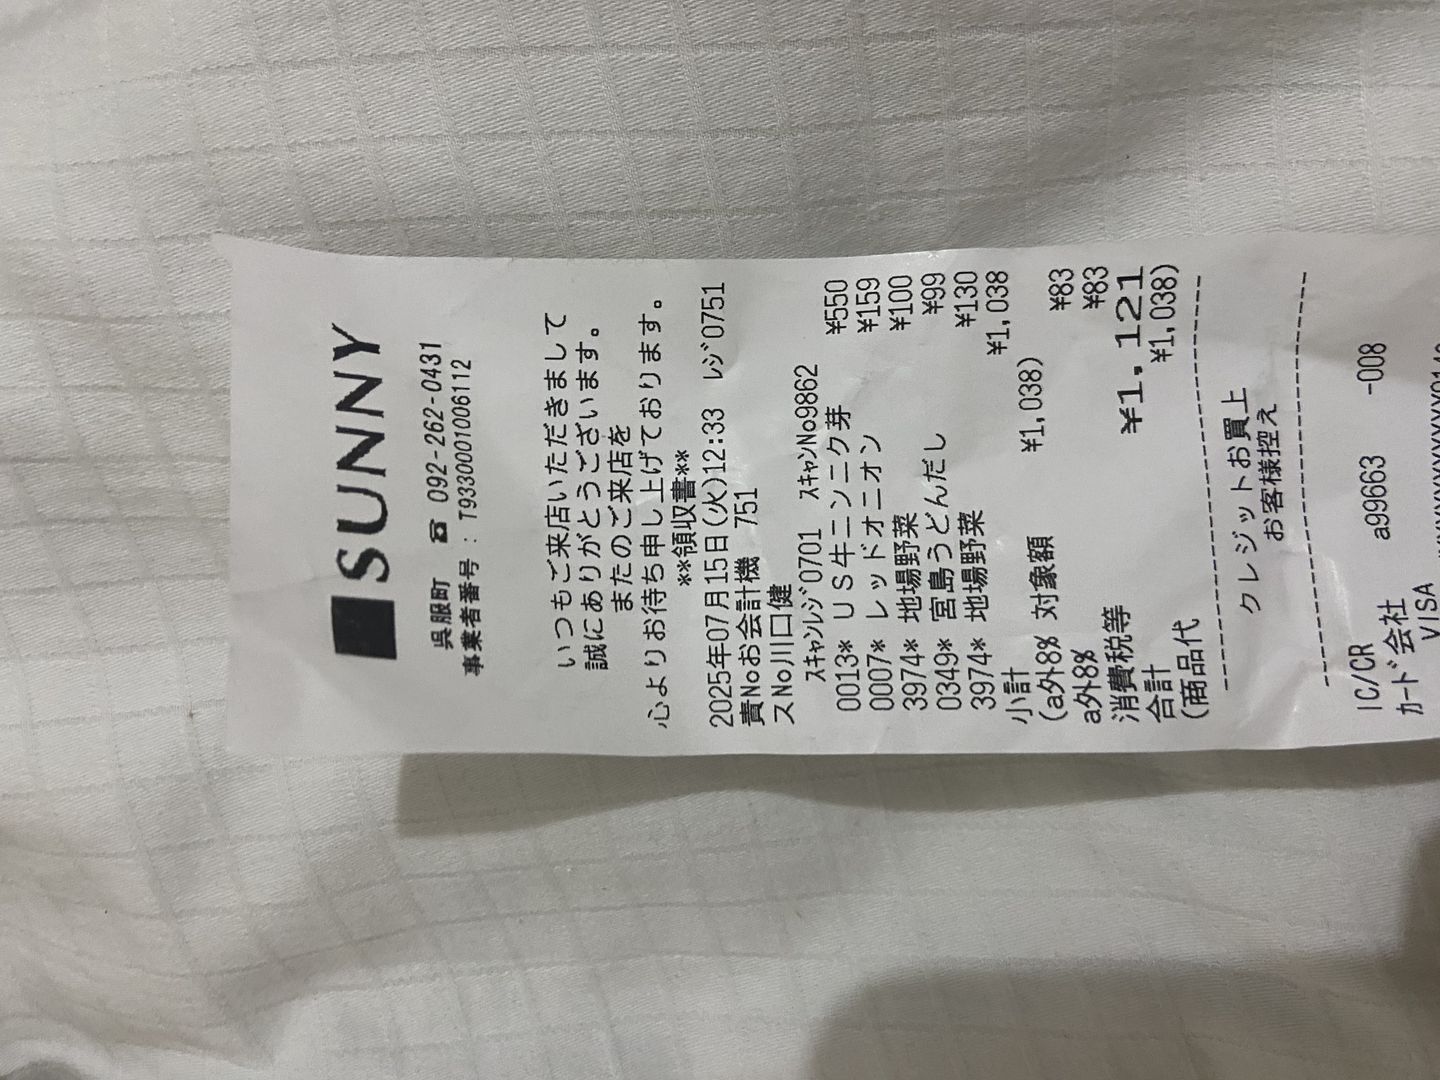 SUNNY
呉服町 ☎ 092-262-0431
事業者番号 : T9330001006112
いつもご来店いただきまして
誠にありがとうございます。
またのご来店を
心よりお待ち申し上げております。
**領収書**
2025年07月15日(火)12:33 レジ0751
責Noお会計機 751
スNo川口健
スキャンレジ0701 スキャンNo9862
0013* US牛ニンニク芽 ¥550
0007* レッドオニオン ¥159
3974* 地場野菜 ¥100
0349* 宮島うどんだし ¥99
3974* 地場野菜 ¥130
小計 ¥1,038
(a外8% 対象額 ¥1,038)
a外8% ¥83
消費税等 ¥83
合計 ¥1,121
(商品代 ¥1,038)
クレジットお買上
お客様控え
IC/CR a99663 -008
カード会社
VISA